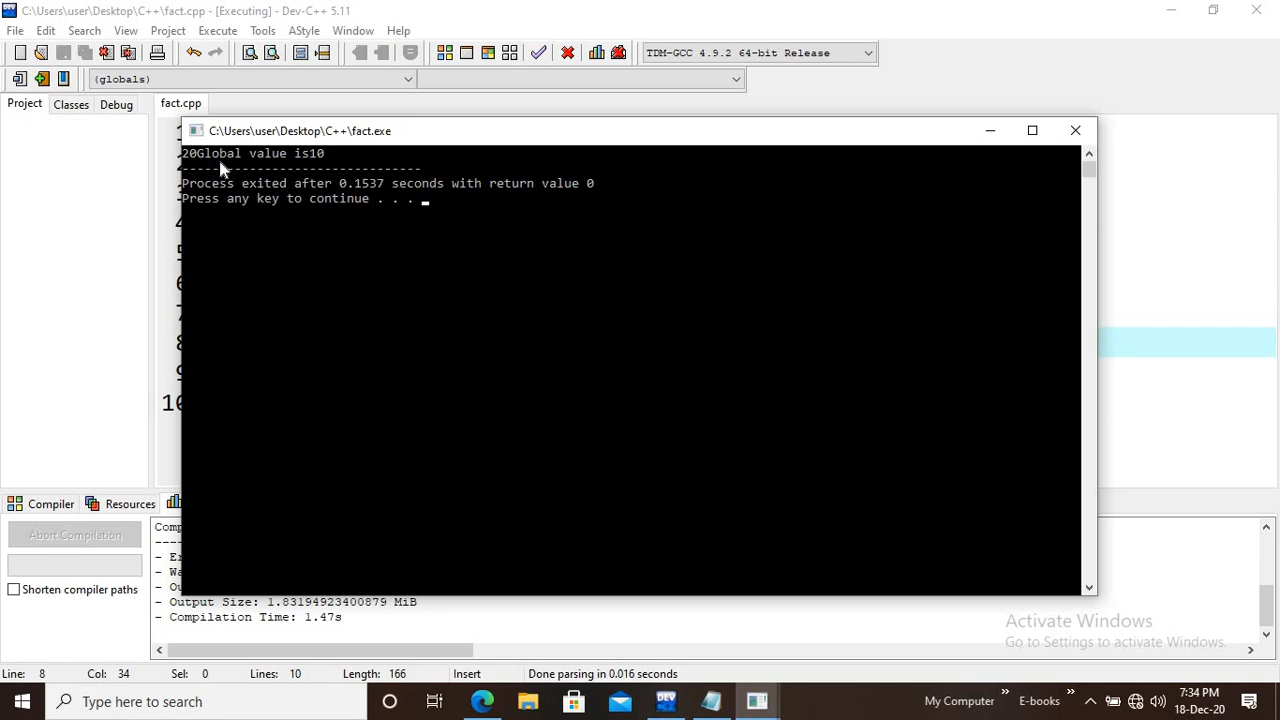 C:\Users\user\Desktop\C++\fact.cpp - [Executing] - Dev-C++ 5.11
File Edit Search View Project Execute Tools AStyle Window Help
TDM-GCC 4.9.2 64-bit Release
(globals)
Project Classes Debug fact.cpp
C:\Users\user\Desktop\C++\fact.exe
20Global value is10
--------------------------------
Process exited after 0.1537 seconds with return value 0
Press any key to continue . . .
Compiler Resources
Abort Compilation
Shorten compiler paths
- Output Size: 1.83194923400879 MiB
- Compilation Time: 1.47s
Activate Windows
Go to Settings to activate Windows.
Line: 8 Col: 34 Sel: 0 Lines: 10 Length: 166 Insert Done parsing in 0.016 seconds
Type here to search
My Computer » E-books »
7:34 PM
18-Dec-20